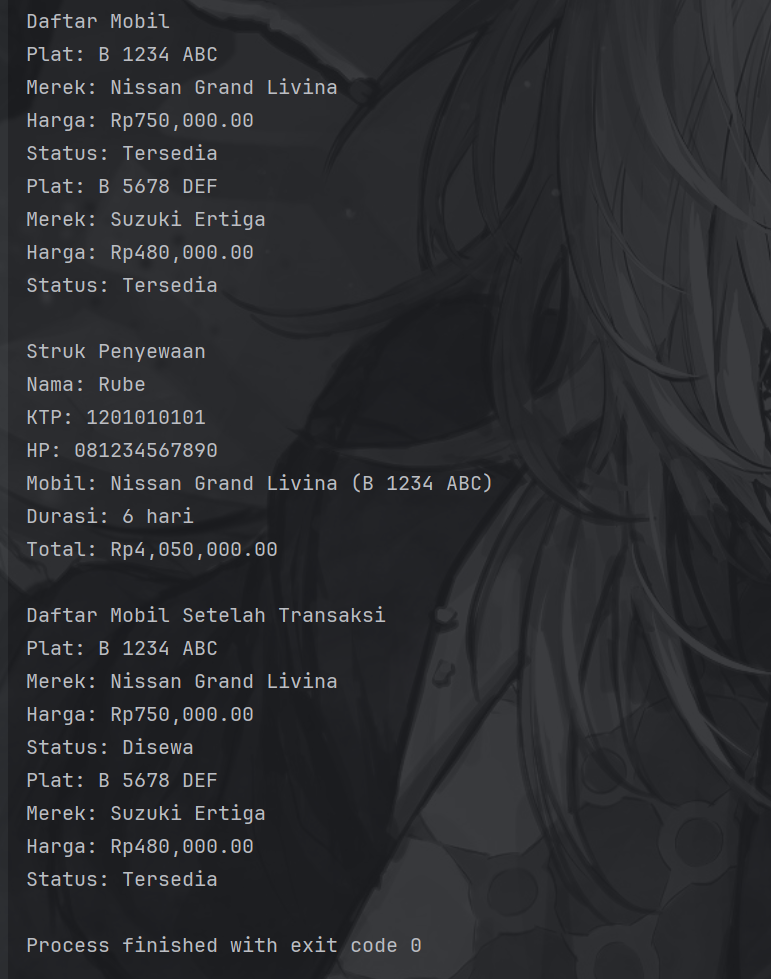 Daftar Mobil
Plat: B 1234 ABC
Merek: Nissan Grand Livina
Harga: Rp750,000.00
Status: Tersedia
Plat: B 5678 DEF
Merek: Suzuki Ertiga
Harga: Rp480,000.00
Status: Tersedia

Struk Penyewaan
Nama: Rube
KTP: 1201010101
HP: 081234567890
Mobil: Nissan Grand Livina (B 1234 ABC)
Durasi: 6 hari
Total: Rp4,050,000.00

Daftar Mobil Setelah Transaksi
Plat: B 1234 ABC
Merek: Nissan Grand Livina
Harga: Rp750,000.00
Status: Disewa
Plat: B 5678 DEF
Merek: Suzuki Ertiga
Harga: Rp480,000.00
Status: Tersedia

Process finished with exit code 0